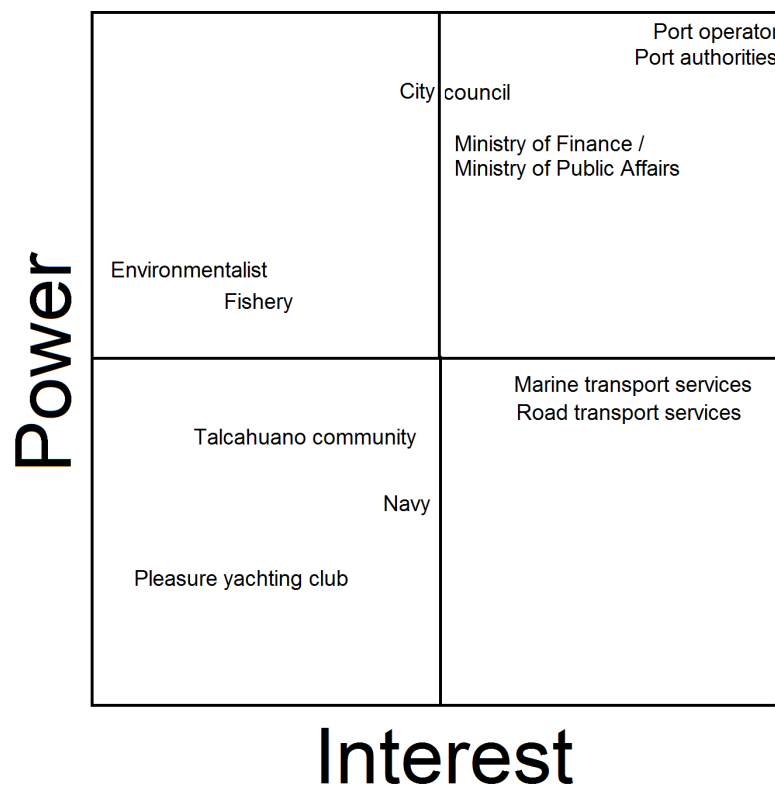 Port operator
Port authorities
City council
Ministry of Finance /
Ministry of Public Affairs
Environmentalist
Fishery
Power
Marine transport services
Road transport services
Talcahuano community
Navy
Pleasure yachting club
Interest